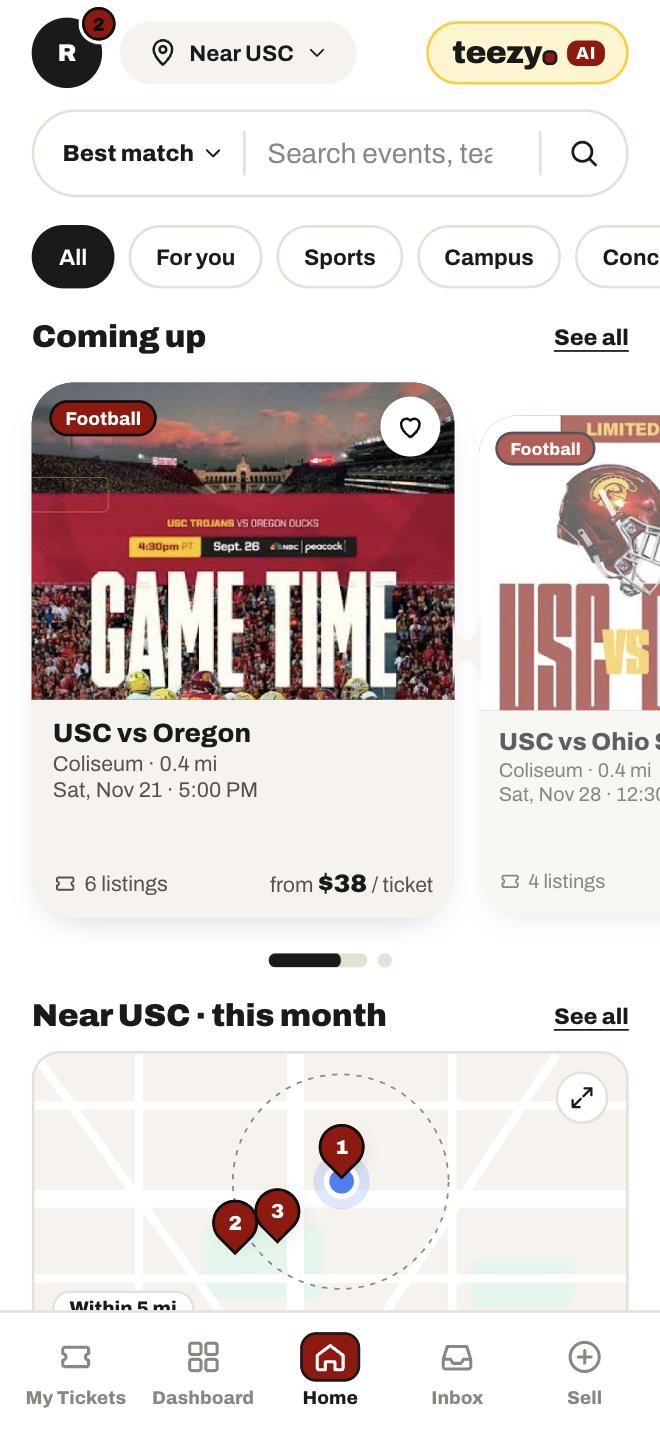 R
2
Near USC
teezy
AI
Best match
Search events, tea
All
For you
Sports
Campus
Conc
Coming up
See all
Football
USC TROJANS VS OREGON DUCKS
4:30pm PT Sept. 26 NBC peacock
GAME TIME
USC vs Oregon
Coliseum · 0.4 mi
Sat, Nov 21 · 5:00 PM
6 listings
from $38 / ticket
LIMITED
Football
USC
VS
USC vs Ohio S
Coliseum · 0.4 mi
Sat, Nov 28 · 12:30
4 listings
Near USC · this month
See all
1
2
3
Within 5 mi
My Tickets
Dashboard
Home
Inbox
Sell